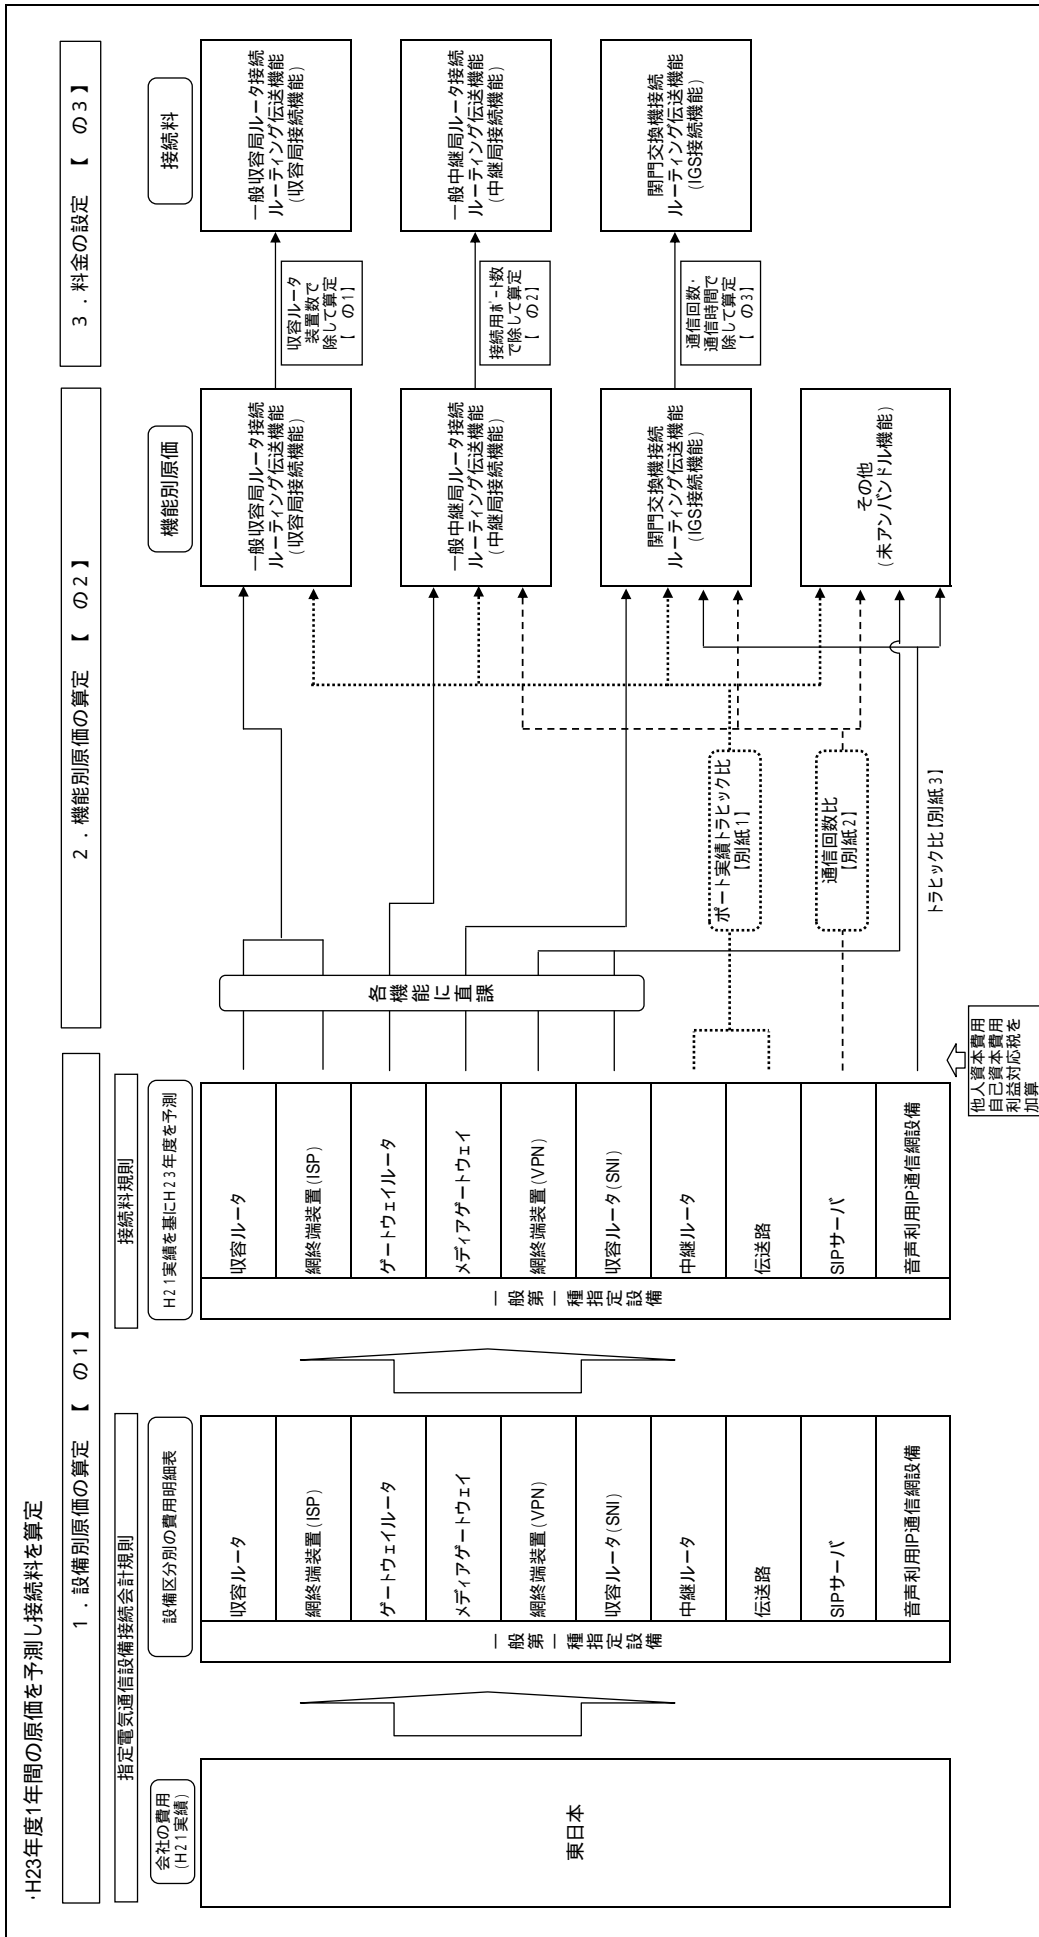 ・H23年度1年間の原価を予測し接続料を算定
1．設備別原価の算定 【　の1】
2．機能別原価の算定 【　の2】
3．料金の設定 【　の3】
指定電気通信設備接続会計規則
接続料規則
会社の費用
(H21実績)
設備区分別の費用明細表
H21実績を基にH23年度を予測
機能別原価
接続料
東日本
一般第一種指定設備
収容ルータ
網終端装置(ISP)
ゲートウェイルータ
メディアゲートウェイ
網終端装置(VPN)
収容ルータ(SNI)
中継ルータ
伝送路
SIPサーバ
音声利用IP通信網設備
一般第一種指定設備
収容ルータ
網終端装置(ISP)
ゲートウェイルータ
メディアゲートウェイ
網終端装置(VPN)
収容ルータ(SNI)
中継ルータ
伝送路
SIPサーバ
音声利用IP通信網設備
他人資本費用
自己資本費用
利益対応税を
加算
各機能に直課
ポート実績トラヒック比
【別紙1】
通信回数比
【別紙2】
トラヒック比【別紙3】
一般収容局ルータ接続
ルーティング伝送機能
(収容局接続機能)
一般中継局ルータ接続
ルーティング伝送機能
(中継局接続機能)
関門交換機接続
ルーティング伝送機能
(IGS接続機能)
その他
(未アンバンドル機能)
収容ルータ
装置数で
除して算定
【　の1】
接続用ポート数
で除して算定
【　の2】
通信回数・
通信時間で
除して算定
【　の3】
一般収容局ルータ接続
ルーティング伝送機能
(収容局接続機能)
一般中継局ルータ接続
ルーティング伝送機能
(中継局接続機能)
関門交換機接続
ルーティング伝送機能
(IGS接続機能)